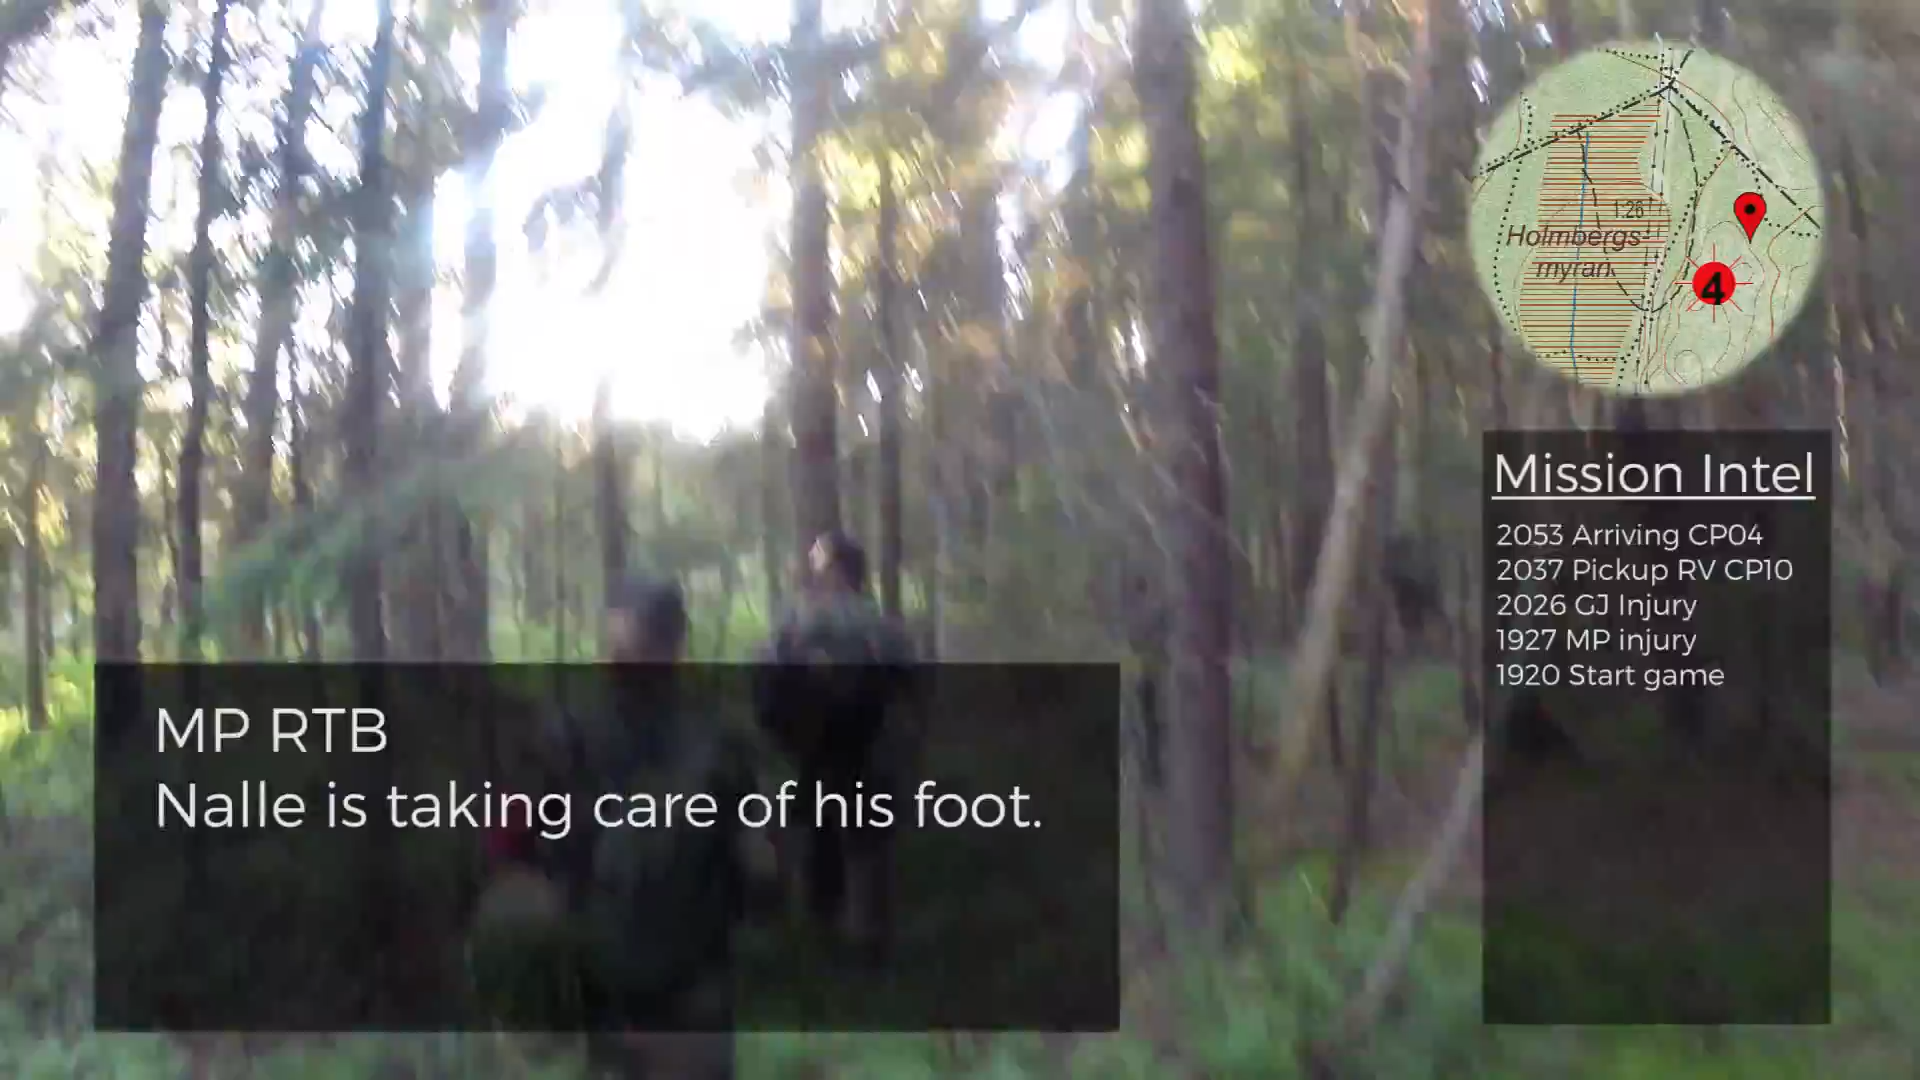 MP RTB
Nalle is taking care of his foot.
1:26
Holmbergs-
myran
4
Mission Intel
2053 Arriving CP04
2037 Pickup RV CP10
2026 GJ Injury
1927 MP injury
1920 Start game